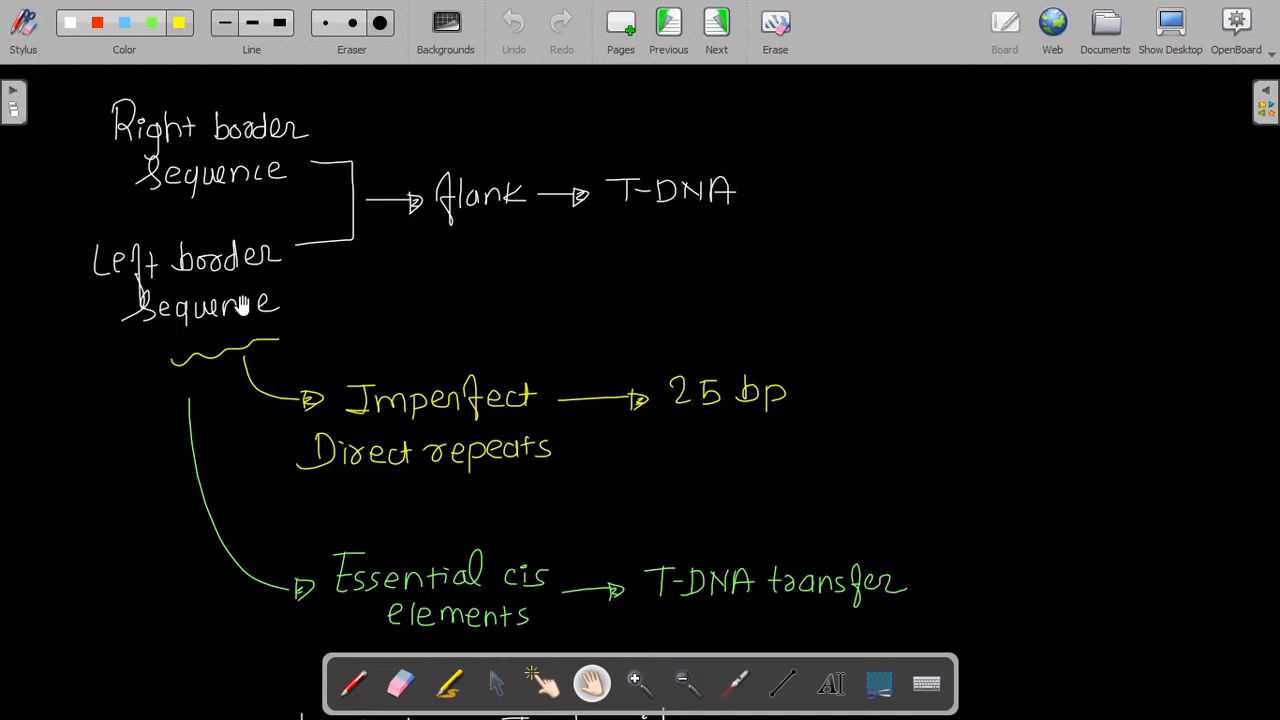 Stylus
Color
Line
Eraser
Backgrounds
Undo
Redo
Pages
Previous
Next
Erase
Board
Web
Documents
Show Desktop
OpenBoard
Right border
sequence
flank
T-DNA
Left border
sequence
Imperfect
25 bp
Direct repeats
Essential cis
T-DNA transfer
elements
AI